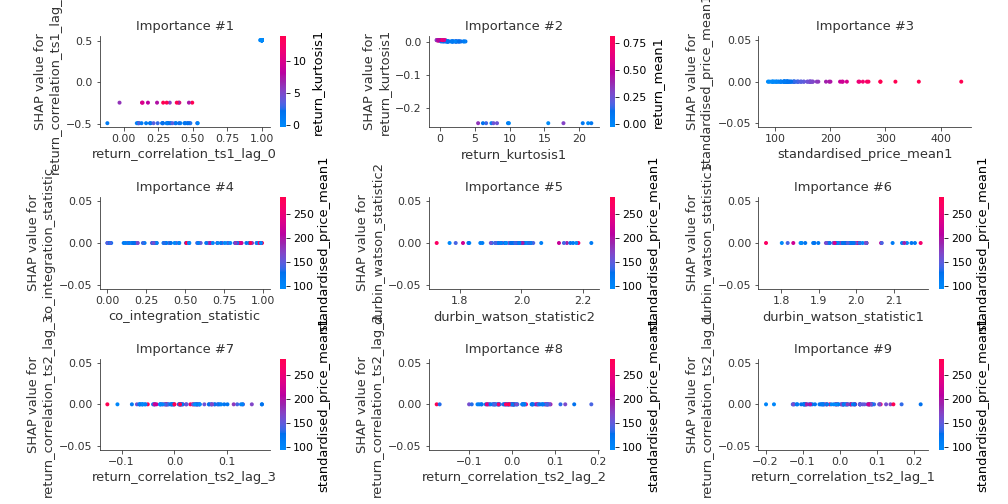 Importance #1
SHAP value for
return_correlation_ts1_lag_
0.5
0.0
−0.5
0.00
0.25
0.50
0.75
1.00
return_correlation_ts1_lag_0
10
5
0
return_kurtosis1
Importance #2
SHAP value for
return_kurtosis1
0.0
−0.1
−0.2
0
10
20
return_kurtosis1
0.75
0.50
0.25
0.00
return_mean1
Importance #3
SHAP value for
standardised_price_mean1
0.05
0.00
−0.05
100
200
300
400
standardised_price_mean1
Importance #4
SHAP value for
co_integration_statistic
0.05
0.00
−0.05
0.00
0.25
0.50
0.75
1.00
co_integration_statistic
250
200
150
100
standardised_price_mean1
Importance #5
SHAP value for
durbin_watson_statistic2
0.05
0.00
−0.05
1.8
2.0
2.2
durbin_watson_statistic2
250
200
150
100
standardised_price_mean1
Importance #6
SHAP value for
durbin_watson_statistic1
0.05
0.00
−0.05
1.8
1.9
2.0
2.1
durbin_watson_statistic1
250
200
150
100
standardised_price_mean1
Importance #7
SHAP value for
return_correlation_ts2_lag_3
0.05
0.00
−0.05
−0.1
0.0
0.1
return_correlation_ts2_lag_3
250
200
150
100
standardised_price_mean1
Importance #8
SHAP value for
return_correlation_ts2_lag_2
0.05
0.00
−0.05
−0.1
0.0
0.1
0.2
return_correlation_ts2_lag_2
250
200
150
100
standardised_price_mean1
Importance #9
SHAP value for
return_correlation_ts2_lag_1
0.05
0.00
−0.05
−0.2
−0.1
0.0
0.1
0.2
return_correlation_ts2_lag_1
250
200
150
100
standardised_price_mean1